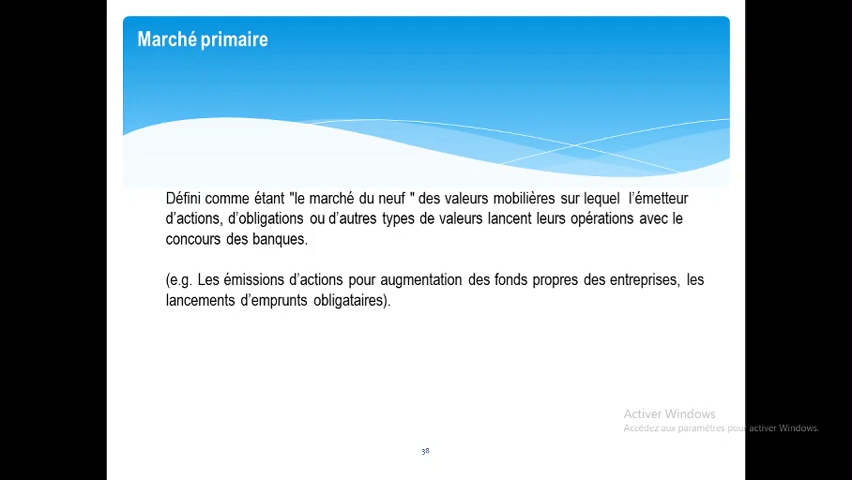 Marché primaire
Défini comme étant "le marché du neuf " des valeurs mobilières sur lequel l'émetteur
d'actions, d'obligations ou d'autres types de valeurs lancent leurs opérations avec le
concours des banques.
(e.g. Les émissions d'actions pour augmentation des fonds propres des entreprises, les
lancements d'emprunts obligataires).
Activer Windows
Accédez aux paramètres pour activer Windows.
38